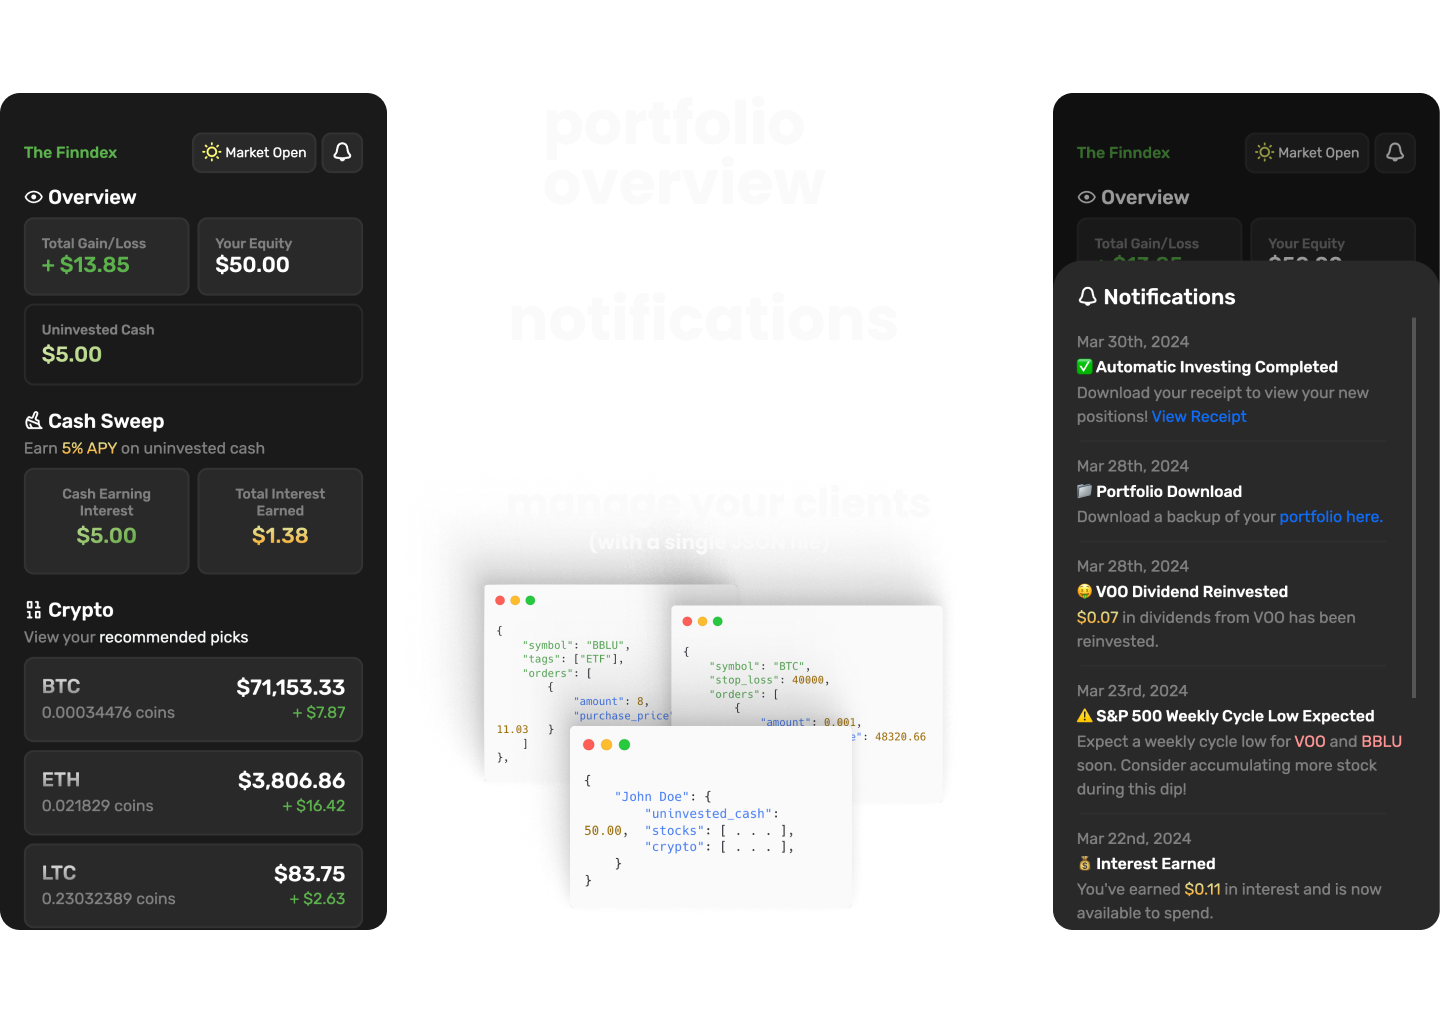 The Finndex
Market Open
Overview
Total Gain/Loss
+ $13.85
Your Equity
$50.00
Uninvested Cash
$5.00
Cash Sweep
Earn 5% APY on uninvested cash
Cash Earning
Interest
$5.00
Total Interest
Earned
$1.38
Crypto
View your recommended picks
BTC
$71,153.33
0.00034476 coins
+ $7.87
ETH
$3,806.86
0.021829 coins
+ $16.42
LTC
$83.75
0.23032389 coins
+ $2.63
portfolio
overview
notifications
manage your clients
(with a single JSON file)
{
"symbol": "BBLU",
"tags": ["ETF"],
"orders": [
{
"amount": 8,
"purchase_price"
11.03 }
]
},
{
"symbol": "BTC",
"stop_loss": 40000,
"orders": [
{
"amount": 0.001,
e": 48320.66
{
"John Doe": {
"uninvested_cash":
50.00, "stocks": [ . . . ],
"crypto": [ . . . ],
}
}
The Finndex
Market Open
Overview
Total Gain/Loss
+ $13.85
Your Equity
$50.00
Notifications
Mar 30th, 2024
✅ Automatic Investing Completed
Download your receipt to view your new
positions! View Receipt
Mar 28th, 2024
Portfolio Download
Download a backup of your portfolio here.
Mar 28th, 2024
🤑 VOO Dividend Reinvested
$0.07 in dividends from VOO has been
reinvested.
Mar 23rd, 2024
⚠️ S&P 500 Weekly Cycle Low Expected
Expect a weekly cycle low for VOO and BBLU
soon. Consider accumulating more stock
during this dip!
Mar 22nd, 2024
💰 Interest Earned
You've earned $0.11 in interest and is now
available to spend.